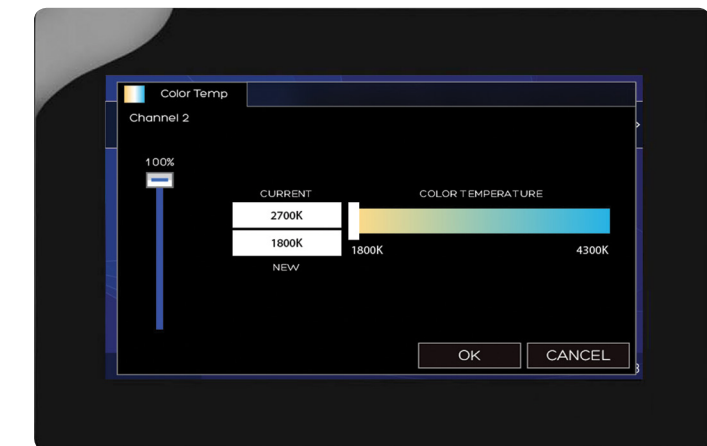 Color Temp
Channel 2
100%
CURRENT
COLOR TEMPERATURE
2700K
1800K
1800K
4300K
NEW
OK
CANCEL